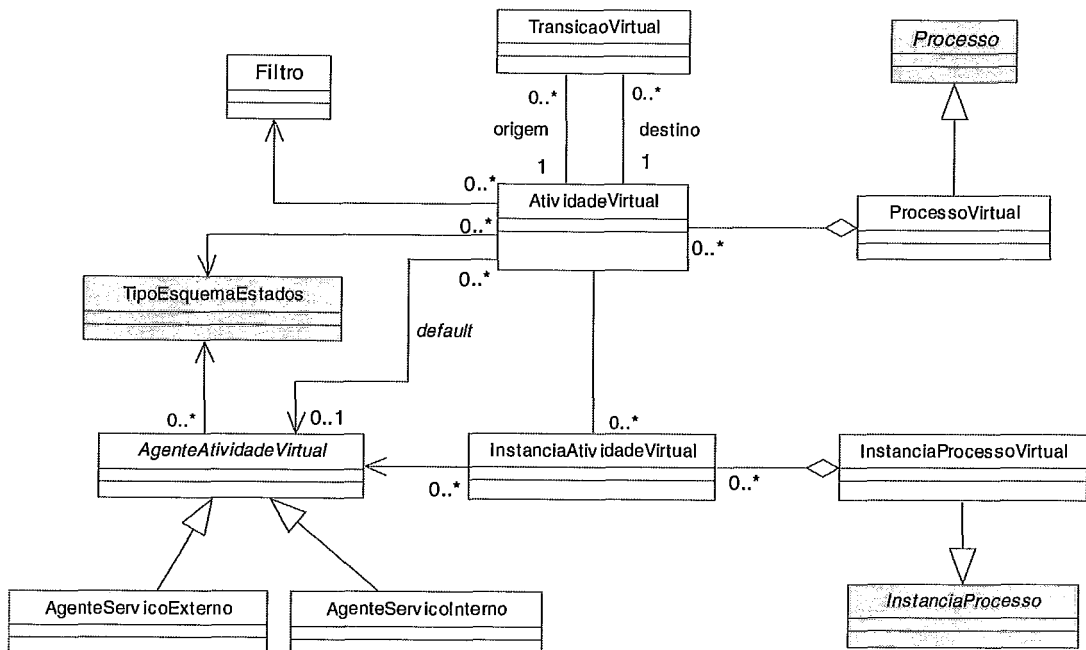 TransicaoVirtual
Processo
Filtro
0..*
0..*
origem
destino
1
1
0..*
AtividadeVirtual
ProcessoVirtual
0..*
0..*
0..*
TipoEsquemaEstados
default
0..*
0..1
0..*
AgenteAtividadeVirtual
InstanciaAtividadeVirtual
InstanciaProcessoVirtual
0..*
0..*
AgenteServicoExterno
AgenteServicoInterno
InstanciaProcesso